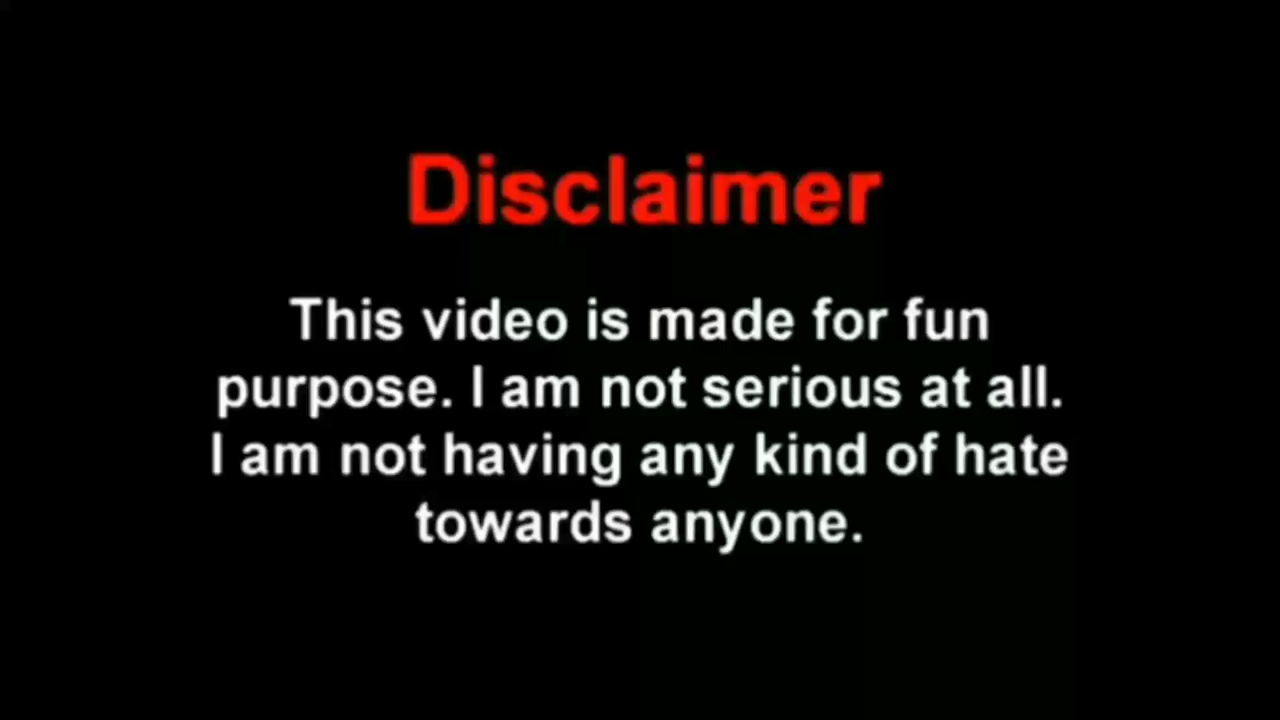 Disclaimer
This video is made for fun
purpose. I am not serious at all.
I am not having any kind of hate
towards anyone.